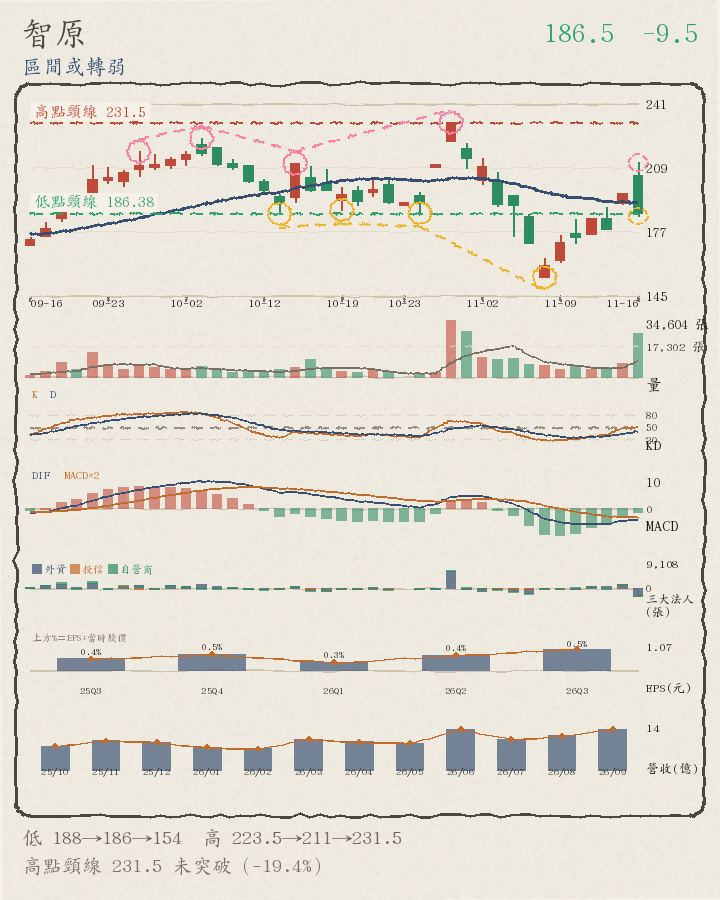 智原
186.5 -9.5
區間或轉弱
高點頸線 231.5
低點頸線 186.38
241
209
177
145
09-16 09-23 10-02 10-12 10-19 10-23 11-02 11-09 11-16
34,604 張
17,302 張
量
K D
80
50
20
KD
DIF MACD×2
10
0
MACD
外資 投信 自營商
9,108
0
三大法人
(張)
上方%=EPS÷當時股價
0.4% 0.5% 0.3% 0.4% 0.5%
1.07
25Q3 25Q4 26Q1 26Q2 26Q3
EPS(元)
14
25/10 25/11 25/12 26/01 26/02 26/03 26/04 26/05 26/06 26/07 26/08 26/09
營收(億)
低 188→186→154 高 223.5→211→231.5
高點頸線 231.5 未突破 (-19.4%)